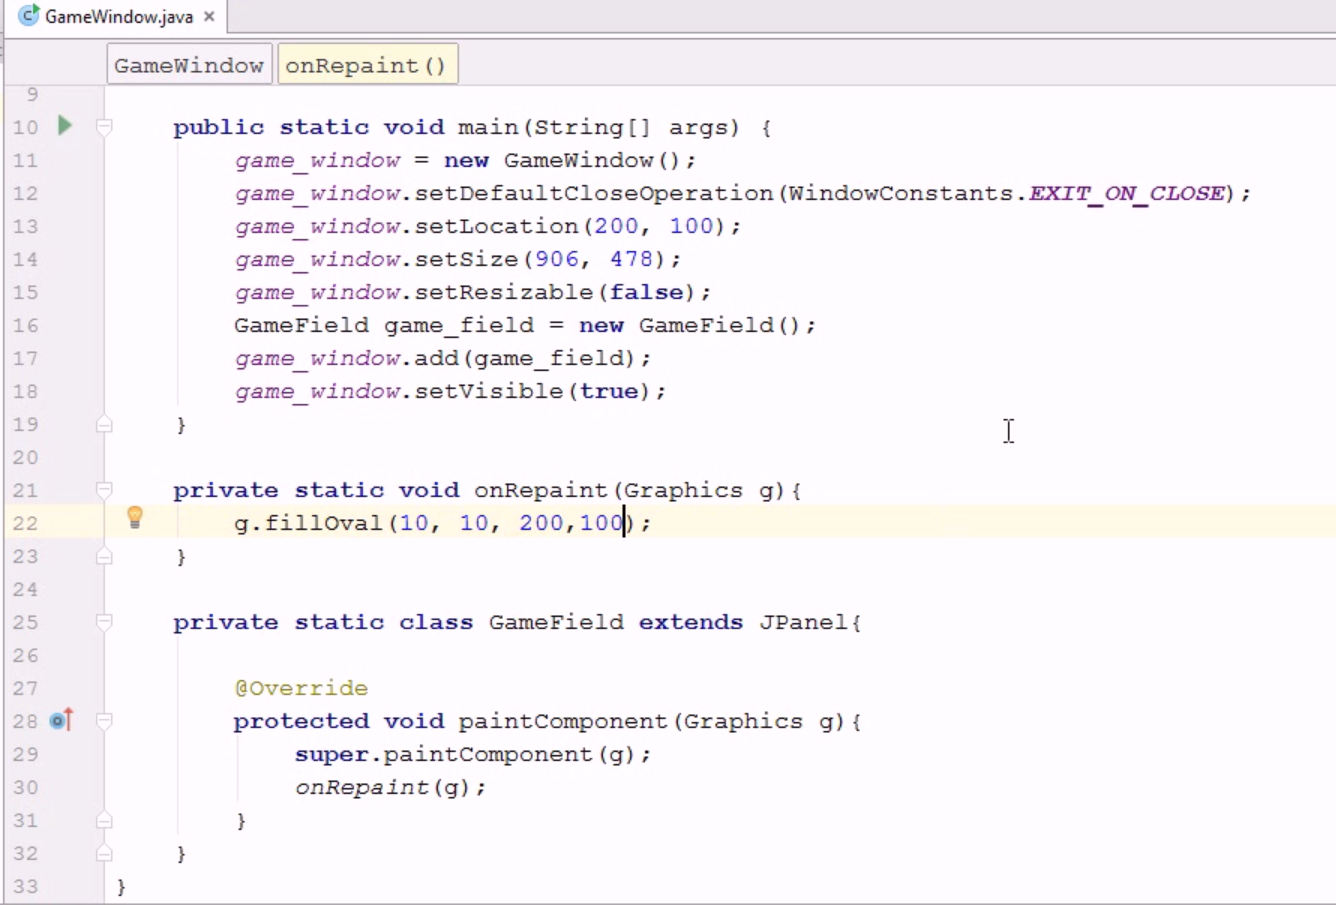 GameWindow.java ×
GameWindow onRepaint()
9
10 public static void main(String[] args) {
11 game_window = new GameWindow();
12 game_window.setDefaultCloseOperation(WindowConstants.EXIT_ON_CLOSE);
13 game_window.setLocation(200, 100);
14 game_window.setSize(906, 478);
15 game_window.setResizable(false);
16 GameField game_field = new GameField();
17 game_window.add(game_field);
18 game_window.setVisible(true);
19 }
20
21 private static void onRepaint(Graphics g){
22 g.fillOval(10, 10, 200,100);
23 }
24
25 private static class GameField extends JPanel{
26
27 @Override
28 protected void paintComponent(Graphics g){
29 super.paintComponent(g);
30 onRepaint(g);
31 }
32 }
33 }